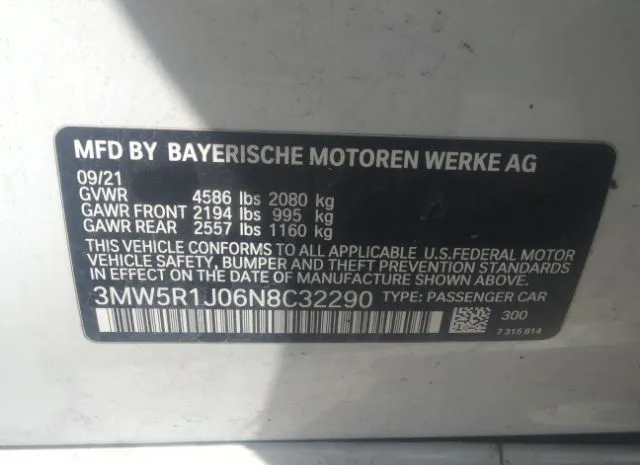 MFD BY BAYERISCHE MOTOREN WERKE AG
09/21
GVWR 4586 lbs 2080 kg
GAWR FRONT 2194 lbs 995 kg
GAWR REAR 2557 lbs 1160 kg
THIS VEHICLE CONFORMS TO ALL APPLICABLE U.S.FEDERAL MOTOR
VEHICLE SAFETY, BUMPER, AND THEFT PREVENTION STANDARDS
IN EFFECT ON THE DATE OF MANUFACTURE SHOWN ABOVE.
3MW5R1J06N8C32290 TYPE: PASSENGER CAR
300
7 315 914